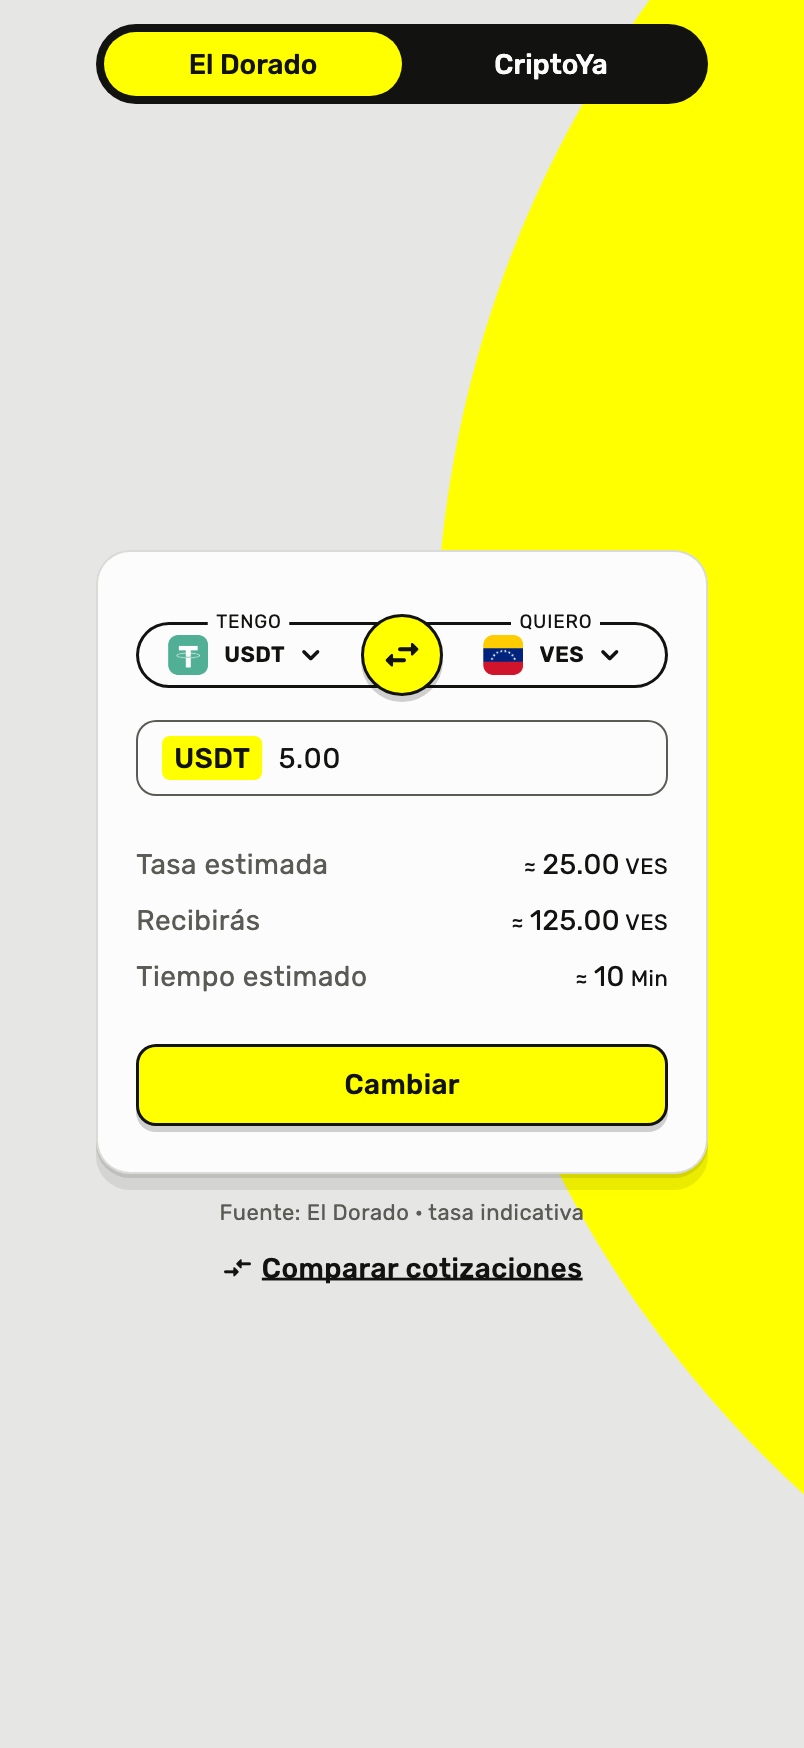 El Dorado CriptoYa
TENGO QUIERO
USDT VES
USDT 5.00
Tasa estimada ≈ 25.00 VES
Recibirás ≈ 125.00 VES
Tiempo estimado ≈ 10 Min
Cambiar
Fuente: El Dorado • tasa indicativa
Comparar cotizaciones